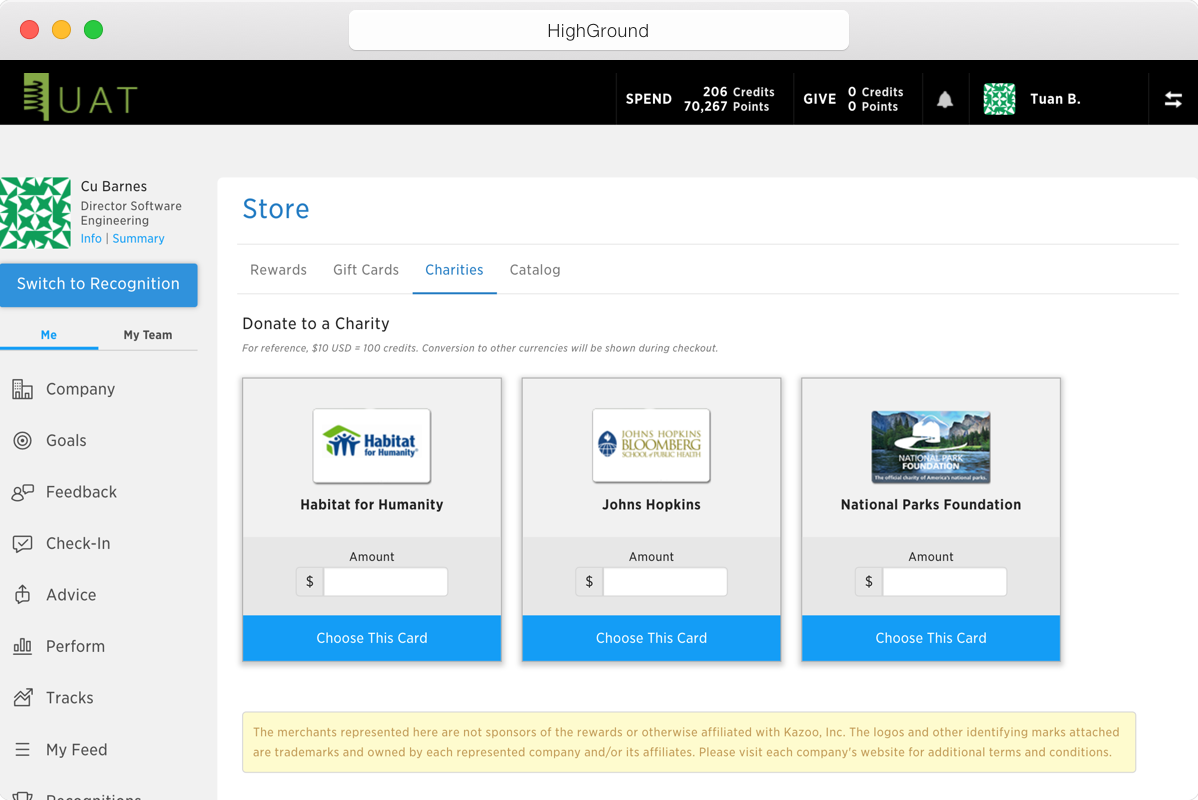 HighGround
UAT
SPEND
206 Credits
70,267 Points
GIVE
0 Credits
0 Points
Tuan B.
Cu Barnes
Director Software
Engineering
Info | Summary
Switch to Recognition
Me
My Team
Company
Goals
Feedback
Check-In
Advice
Perform
Tracks
My Feed
Recognitions
Store
Rewards
Gift Cards
Charities
Catalog
Donate to a Charity
For reference, $10 USD = 100 credits. Conversion to other currencies will be shown during checkout.
Habitat
for Humanity®
Habitat for Humanity
Amount
$
Choose This Card
JOHNS HOPKINS
BLOOMBERG
SCHOOL of PUBLIC HEALTH
Johns Hopkins
Amount
$
Choose This Card
NATIONAL PARK
FOUNDATION
The official charity of America's national parks.
National Parks Foundation
Amount
$
Choose This Card
The merchants represented here are not sponsors of the rewards or otherwise affiliated with Kazoo, Inc. The logos and other identifying marks attached
are trademarks and owned by each represented company and/or its affiliates. Please visit each company's website for additional terms and conditions.